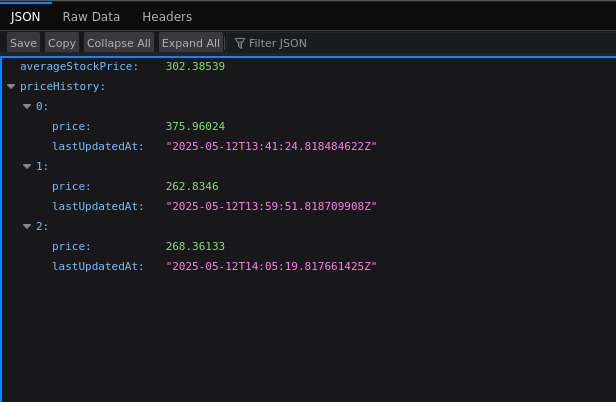 JSON Raw Data Headers
Save Copy Collapse All Expand All Filter JSON
averageStockPrice: 302.38539
priceHistory:
0:
price: 375.96024
lastUpdatedAt: "2025-05-12T13:41:24.818484622Z"
1:
price: 262.8346
lastUpdatedAt: "2025-05-12T13:59:51.818709908Z"
2:
price: 268.36133
lastUpdatedAt: "2025-05-12T14:05:19.817661425Z"